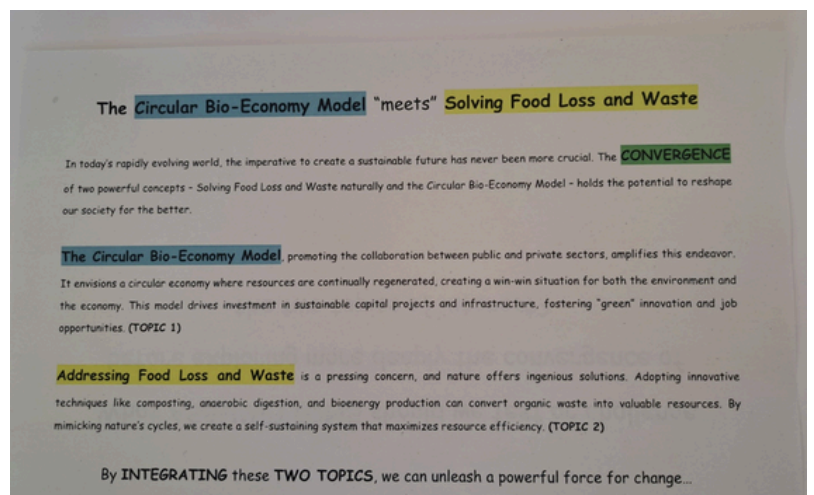 The Circular Bio-Economy Model "meets" Solving Food Loss and Waste
In today's rapidly evolving world, the imperative to create a sustainable future has never been more crucial. The CONVERGENCE
of two powerful concepts - Solving Food Loss and Waste naturally and the Circular Bio-Economy Model - holds the potential to reshape
our society for the better.
The Circular Bio-Economy Model, promoting the collaboration between public and private sectors, amplifies this endeavor.
It envisions a circular economy where resources are continually regenerated, creating a win-win situation for both the environment and
the economy. This model drives investment in sustainable capital projects and infrastructure, fostering "green" innovation and job
opportunities. (TOPIC 1)
Addressing Food Loss and Waste is a pressing concern, and nature offers ingenious solutions. Adopting innovative
techniques like composting, anaerobic digestion, and bioenergy production can convert organic waste into valuable resources. By
mimicking nature's cycles, we create a self-sustaining system that maximizes resource efficiency. (TOPIC 2)
By INTEGRATING these TWO TOPICS, we can unleash a powerful force for change...